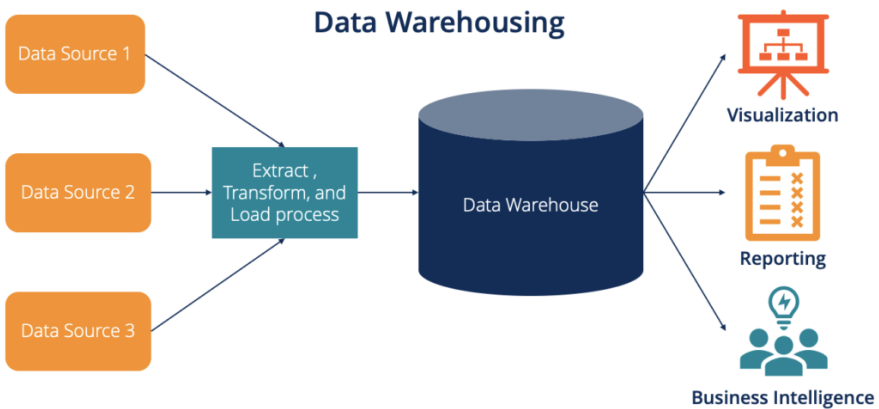 Data Warehousing
Data Source 1
Data Source 2
Data Source 3
Extract ,
Transform, and
Load process
Data Warehouse
Visualization
Reporting
Business Intelligence